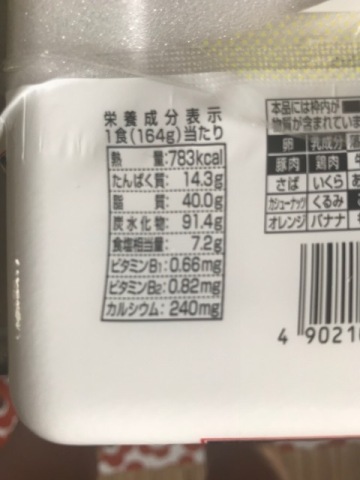 栄養成分表示
1食(164g)当たり
熱量:783kcal
たんぱく質: 14.3g
脂質: 40.0g
炭水化物: 91.4g
食塩相当量: 7.2g
ビタミンB1:0.66mg
ビタミンB2:0.82mg
カルシウム: 240mg
本品には枠内が
物質が含まれていま
卵 乳成分
豚肉 鶏肉
さば いくら
カシューナッツ くるみ
オレンジ バナナ
4 90210